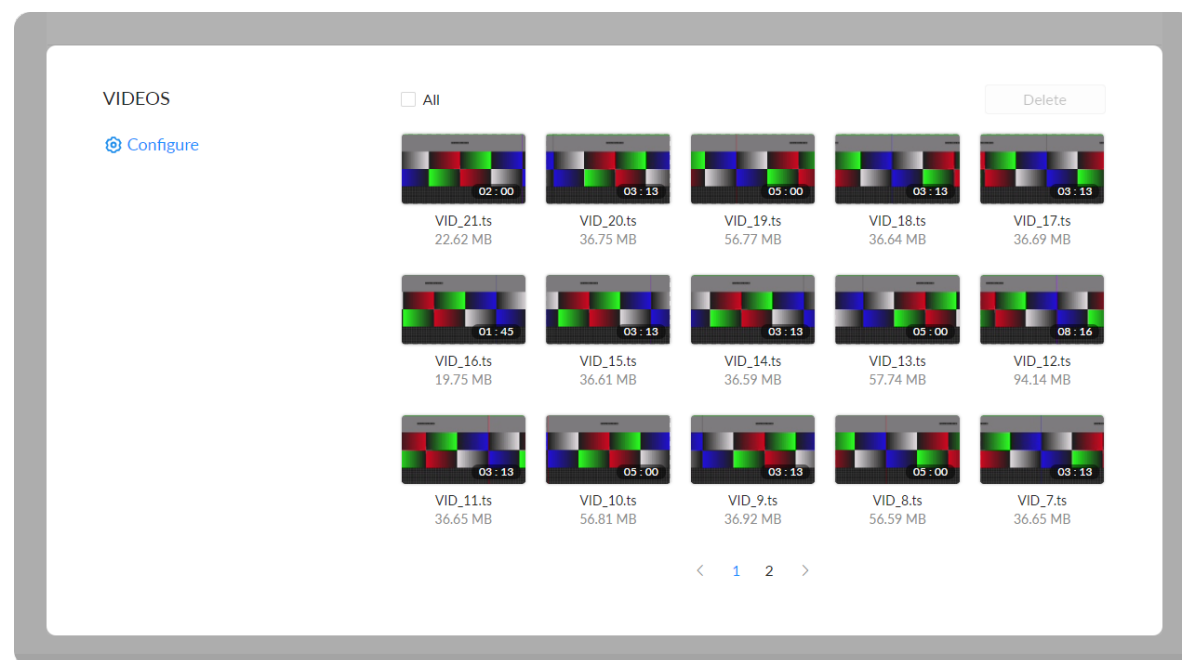 VIDEOS
All
Delete
Configure
02 : 00
03 : 13
05 : 00
03 : 13
03 : 13
VID_21.ts
VID_20.ts
VID_19.ts
VID_18.ts
VID_17.ts
22.62 MB
36.75 MB
56.77 MB
36.64 MB
36.69 MB
01 : 45
03 : 13
03 : 13
05 : 00
08 : 16
VID_16.ts
VID_15.ts
VID_14.ts
VID_13.ts
VID_12.ts
19.75 MB
36.61 MB
36.59 MB
57.74 MB
94.14 MB
03 : 13
05 : 00
03 : 13
05 : 00
03 : 13
VID_11.ts
VID_10.ts
VID_9.ts
VID_8.ts
VID_7.ts
36.65 MB
56.81 MB
36.92 MB
56.59 MB
36.65 MB
< 1 2 >